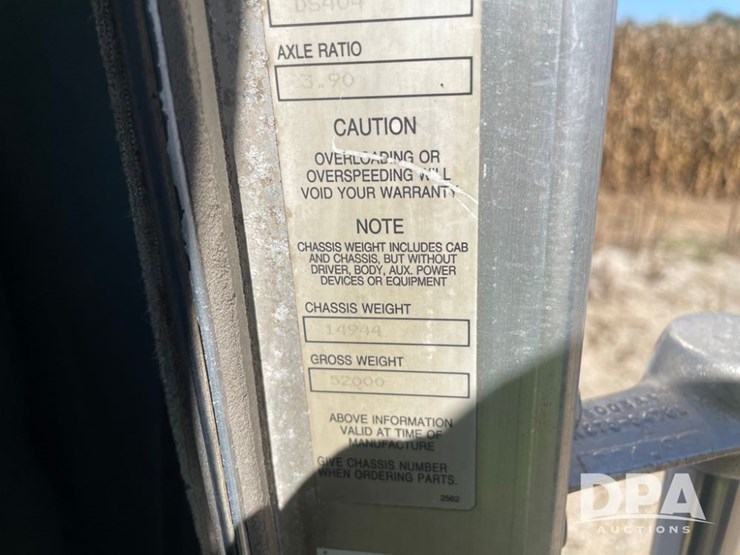 DS404
AXLE RATIO
3.90
CAUTION
OVERLOADING OR
OVERSPEEDING WILL
VOID YOUR WARRANTY
NOTE
CHASSIS WEIGHT INCLUDES CAB
AND CHASSIS, BUT WITHOUT
DRIVER, BODY, AUX. POWER
DEVICES OR EQUIPMENT
CHASSIS WEIGHT
14944
GROSS WEIGHT
52000
ABOVE INFORMATION
VALID AT TIME OF
MANUFACTURE
GIVE CHASSIS NUMBER
WHEN ORDERING PARTS.
2562
DPA
AUCTIONS